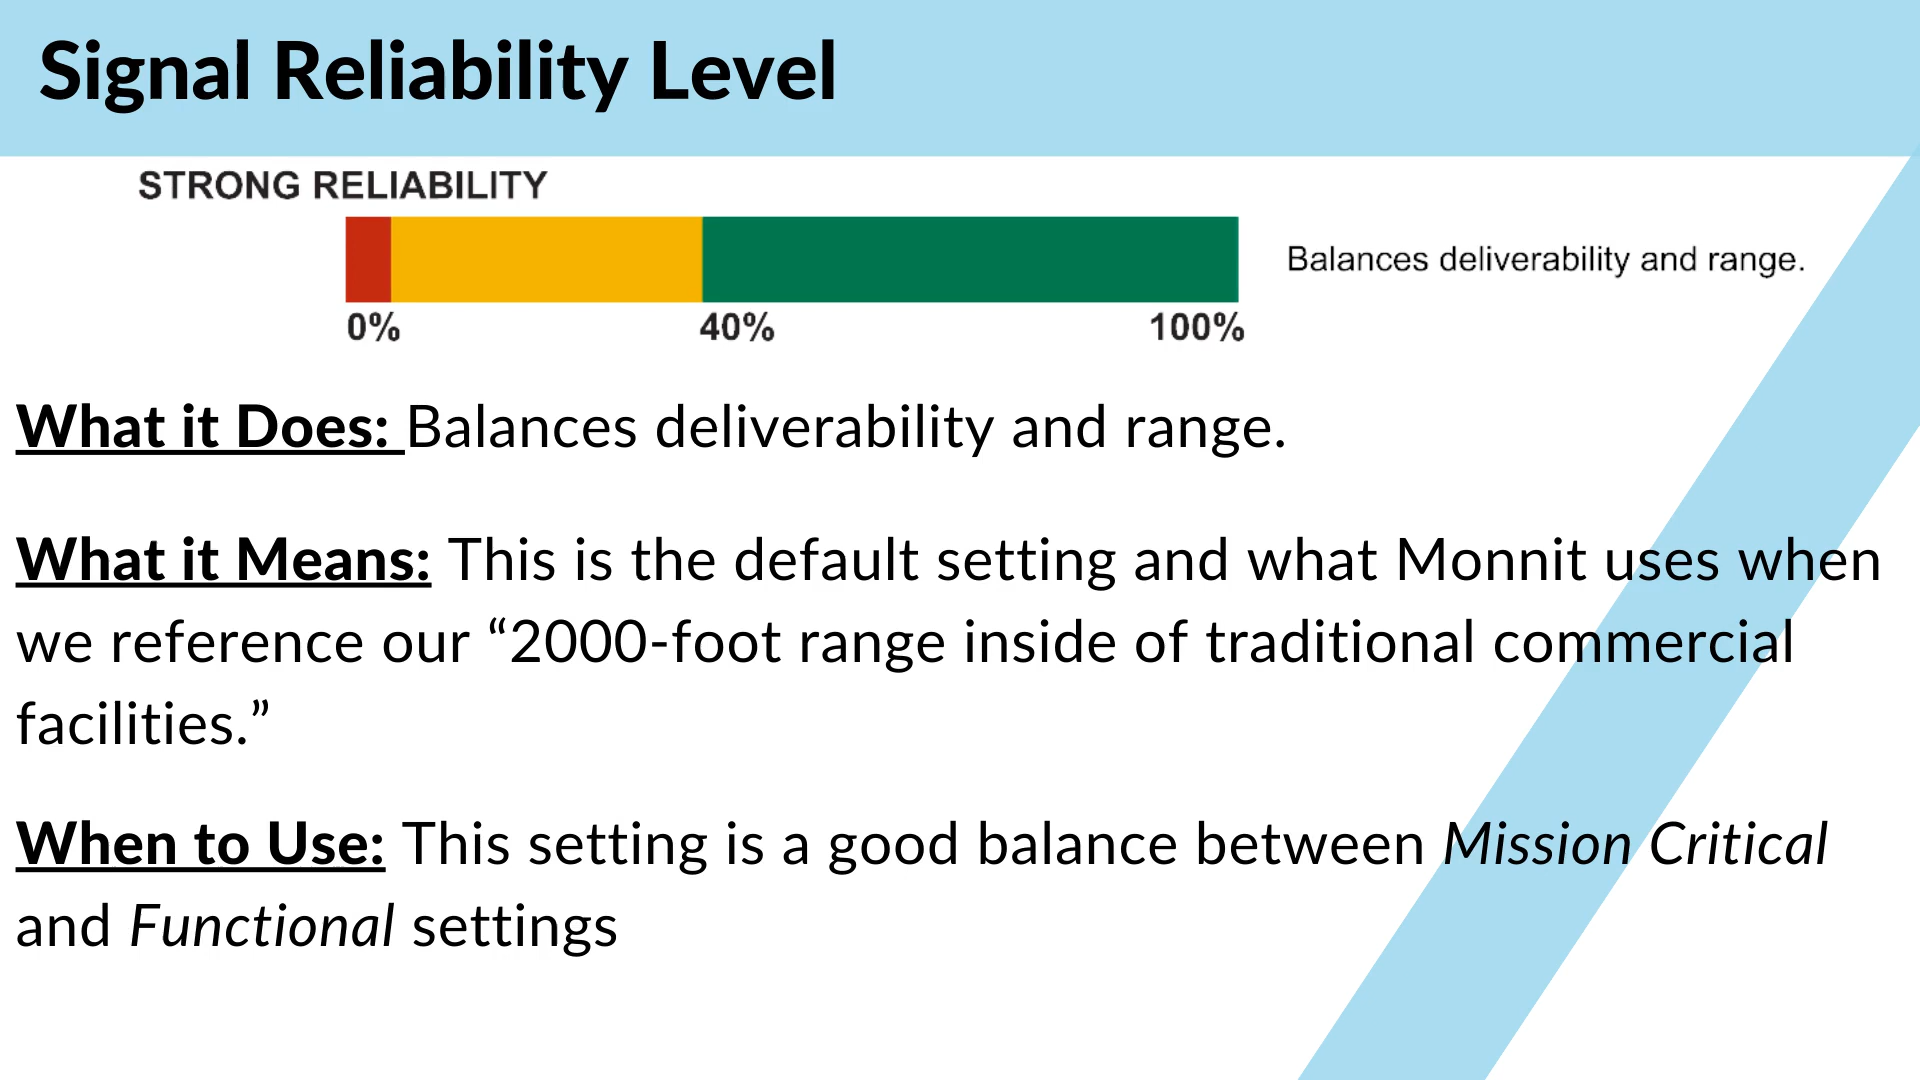 Signal Reliability Level
STRONG RELIABILITY
Balances deliverability and range.
0% 40% 100%
What it Does: Balances deliverability and range.
What it Means: This is the default setting and what Monnit uses when
we reference our “2000-foot range inside of traditional commercial
facilities.”
When to Use: This setting is a good balance between Mission Critical
and Functional settings